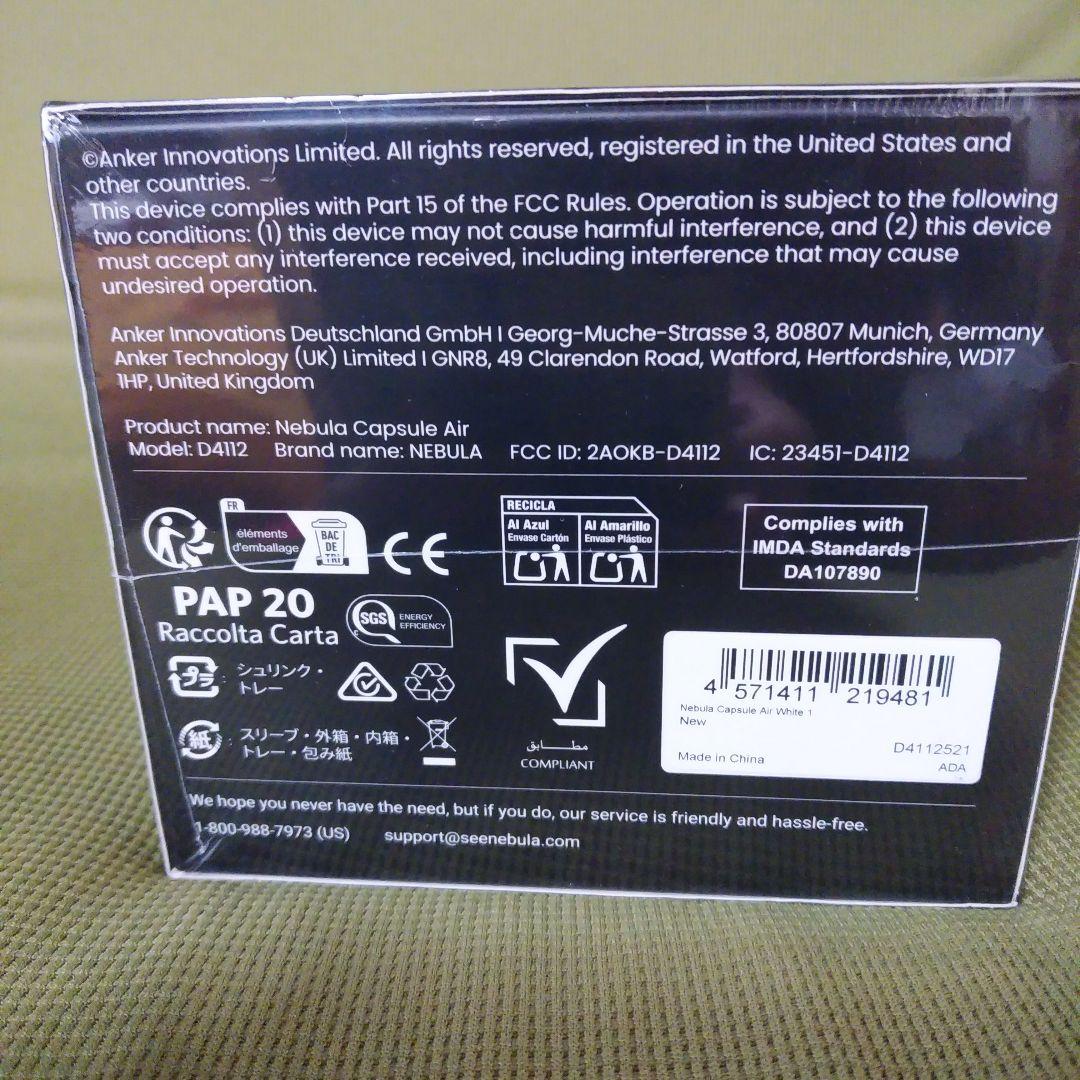 ©Anker Innovations Limited. All rights reserved, registered in the United States and
other countries.
This device complies with Part 15 of the FCC Rules. Operation is subject to the following
two conditions: (1) this device may not cause harmful interference, and (2) this device
must accept any interference received, including interference that may cause
undesired operation.
Anker Innovations Deutschland GmbH I Georg-Muche-Strasse 3, 80807 Munich, Germany
Anker Technology (UK) Limited I GNR8, 49 Clarendon Road, Watford, Hertfordshire, WD17
1HP, United Kingdom
Product name: Nebula Capsule Air
Model: D4112 Brand name: NEBULA FCC ID: 2AOKB-D4112 IC: 23451-D4112
FR
éléments
d'emballage
BAC
DE
TRI
CE
RECICLA
Al Azul
Envase Cartón
Al Amarillo
Envase Plástico
Complies with
IMDA Standards
DA107890
PAP 20
Raccolta Carta
SGS
C
ENERGY
EFFICIENCY
プラ : シュリンク・
トレー
紙 : スリーブ・外箱・内箱・
トレー・包み紙
مطابق
COMPLIANT
4 571411 219481
Nebula Capsule Air White 1
New
D4112521
Made in China
ADA
We hope you never have the need, but if you do, our service is friendly and hassle-free.
1-800-988-7973 (US) support@seenebula.com